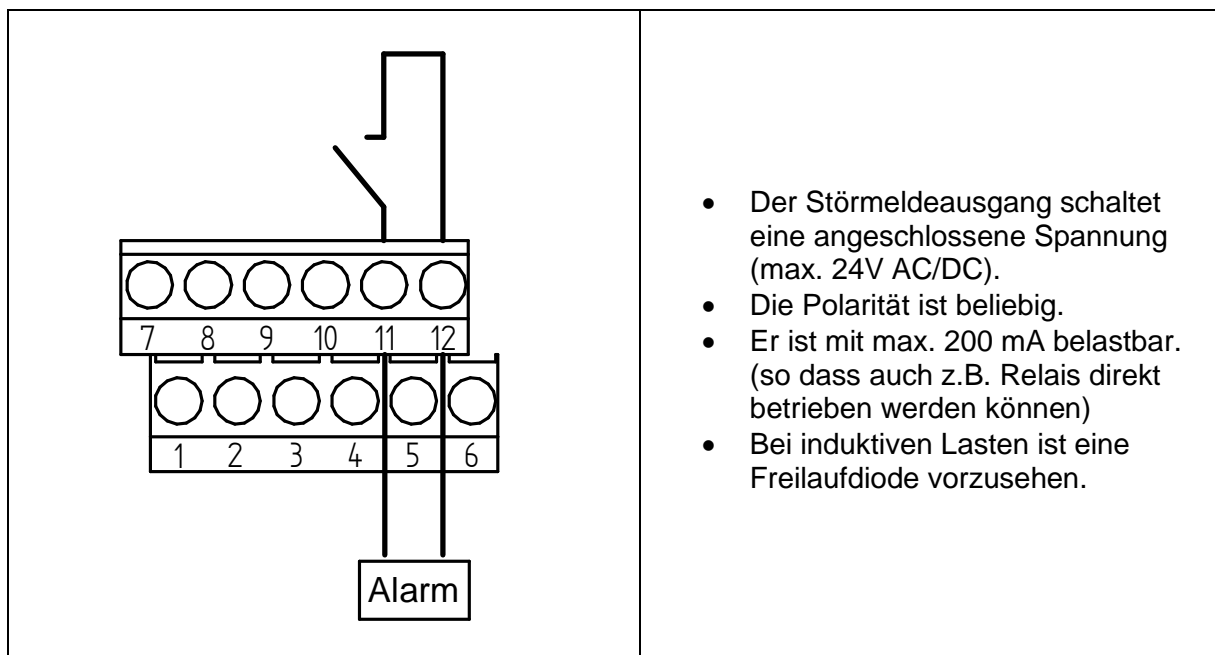 7 8 9 10 11 12
1 2 3 4 5 6
Alarm
• Der Störmeldeausgang schaltet
eine angeschlossene Spannung
(max. 24V AC/DC).
• Die Polarität ist beliebig.
• Er ist mit max. 200 mA belastbar.
(so dass auch z.B. Relais direkt
betrieben werden können)
• Bei induktiven Lasten ist eine
Freilaufdiode vorzusehen.